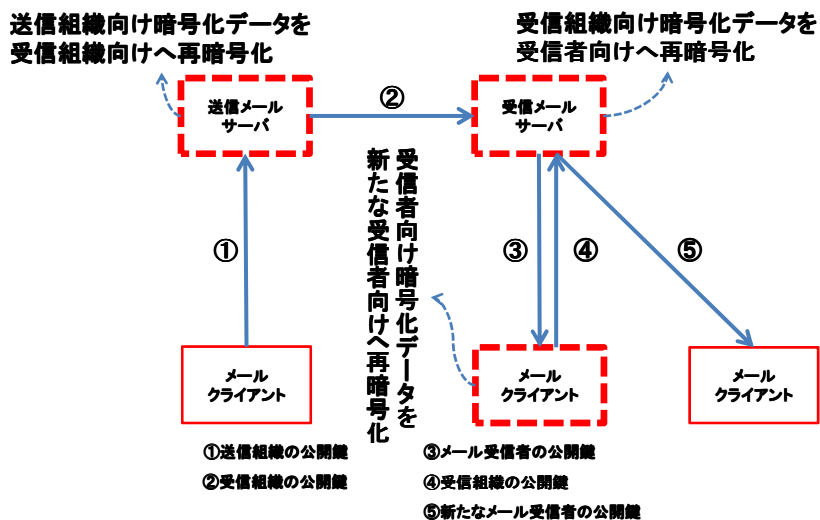 送信組織向け暗号化データを
受信組織向けへ再暗号化
受信組織向け暗号化データを
受信者向けへ再暗号化
送信メール
サーバ
②
受信メール
サーバ
受信者向け暗号化データを
新たな受信者向けへ再暗号化
①
③
④
⑤
メール
クライアント
メール
クライアント
メール
クライアント
①送信組織の公開鍵
②受信組織の公開鍵
③メール受信者の公開鍵
④受信組織の公開鍵
⑤新たなメール受信者の公開鍵